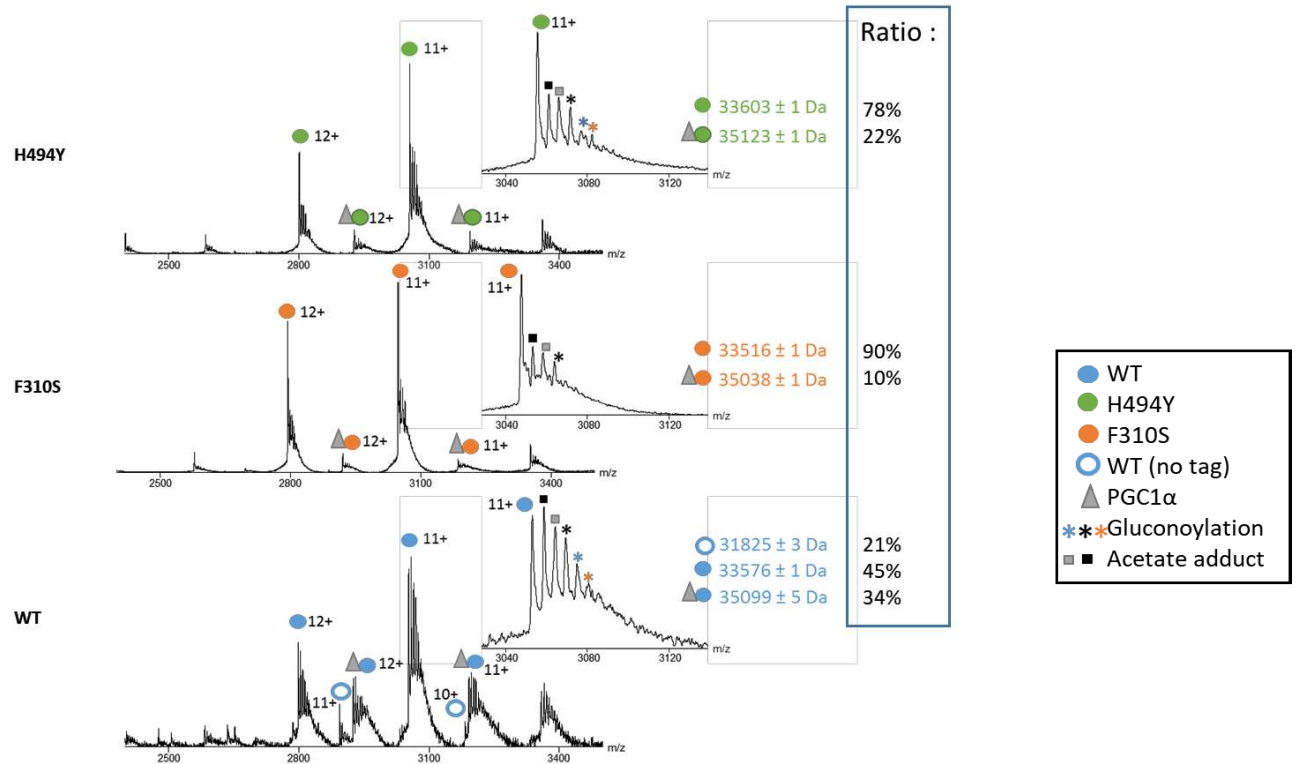 Ratio :
H494Y
12+
11+
12+
11+
11+
3040 3080 3120 m/z
33603 ± 1 Da 78%
35123 ± 1 Da 22%
2500 2800 3100 3400 m/z
F310S
12+
11+
12+
11+
11+
*
3040 3080 3120 m/z
33516 ± 1 Da 90%
35038 ± 1 Da 10%
2500 2800 3100 3400
WT
12+
11+
12+
11+
10+
11+
11+
3040 3080 3120 m/z
31825 ± 3 Da 21%
33576 ± 1 Da 45%
35099 ± 5 Da 34%
2500 2800 3100 3400 m/z
WT
H494Y
F310S
WT (no tag)
PGC1α
*** Gluconoylation
Acetate adduct